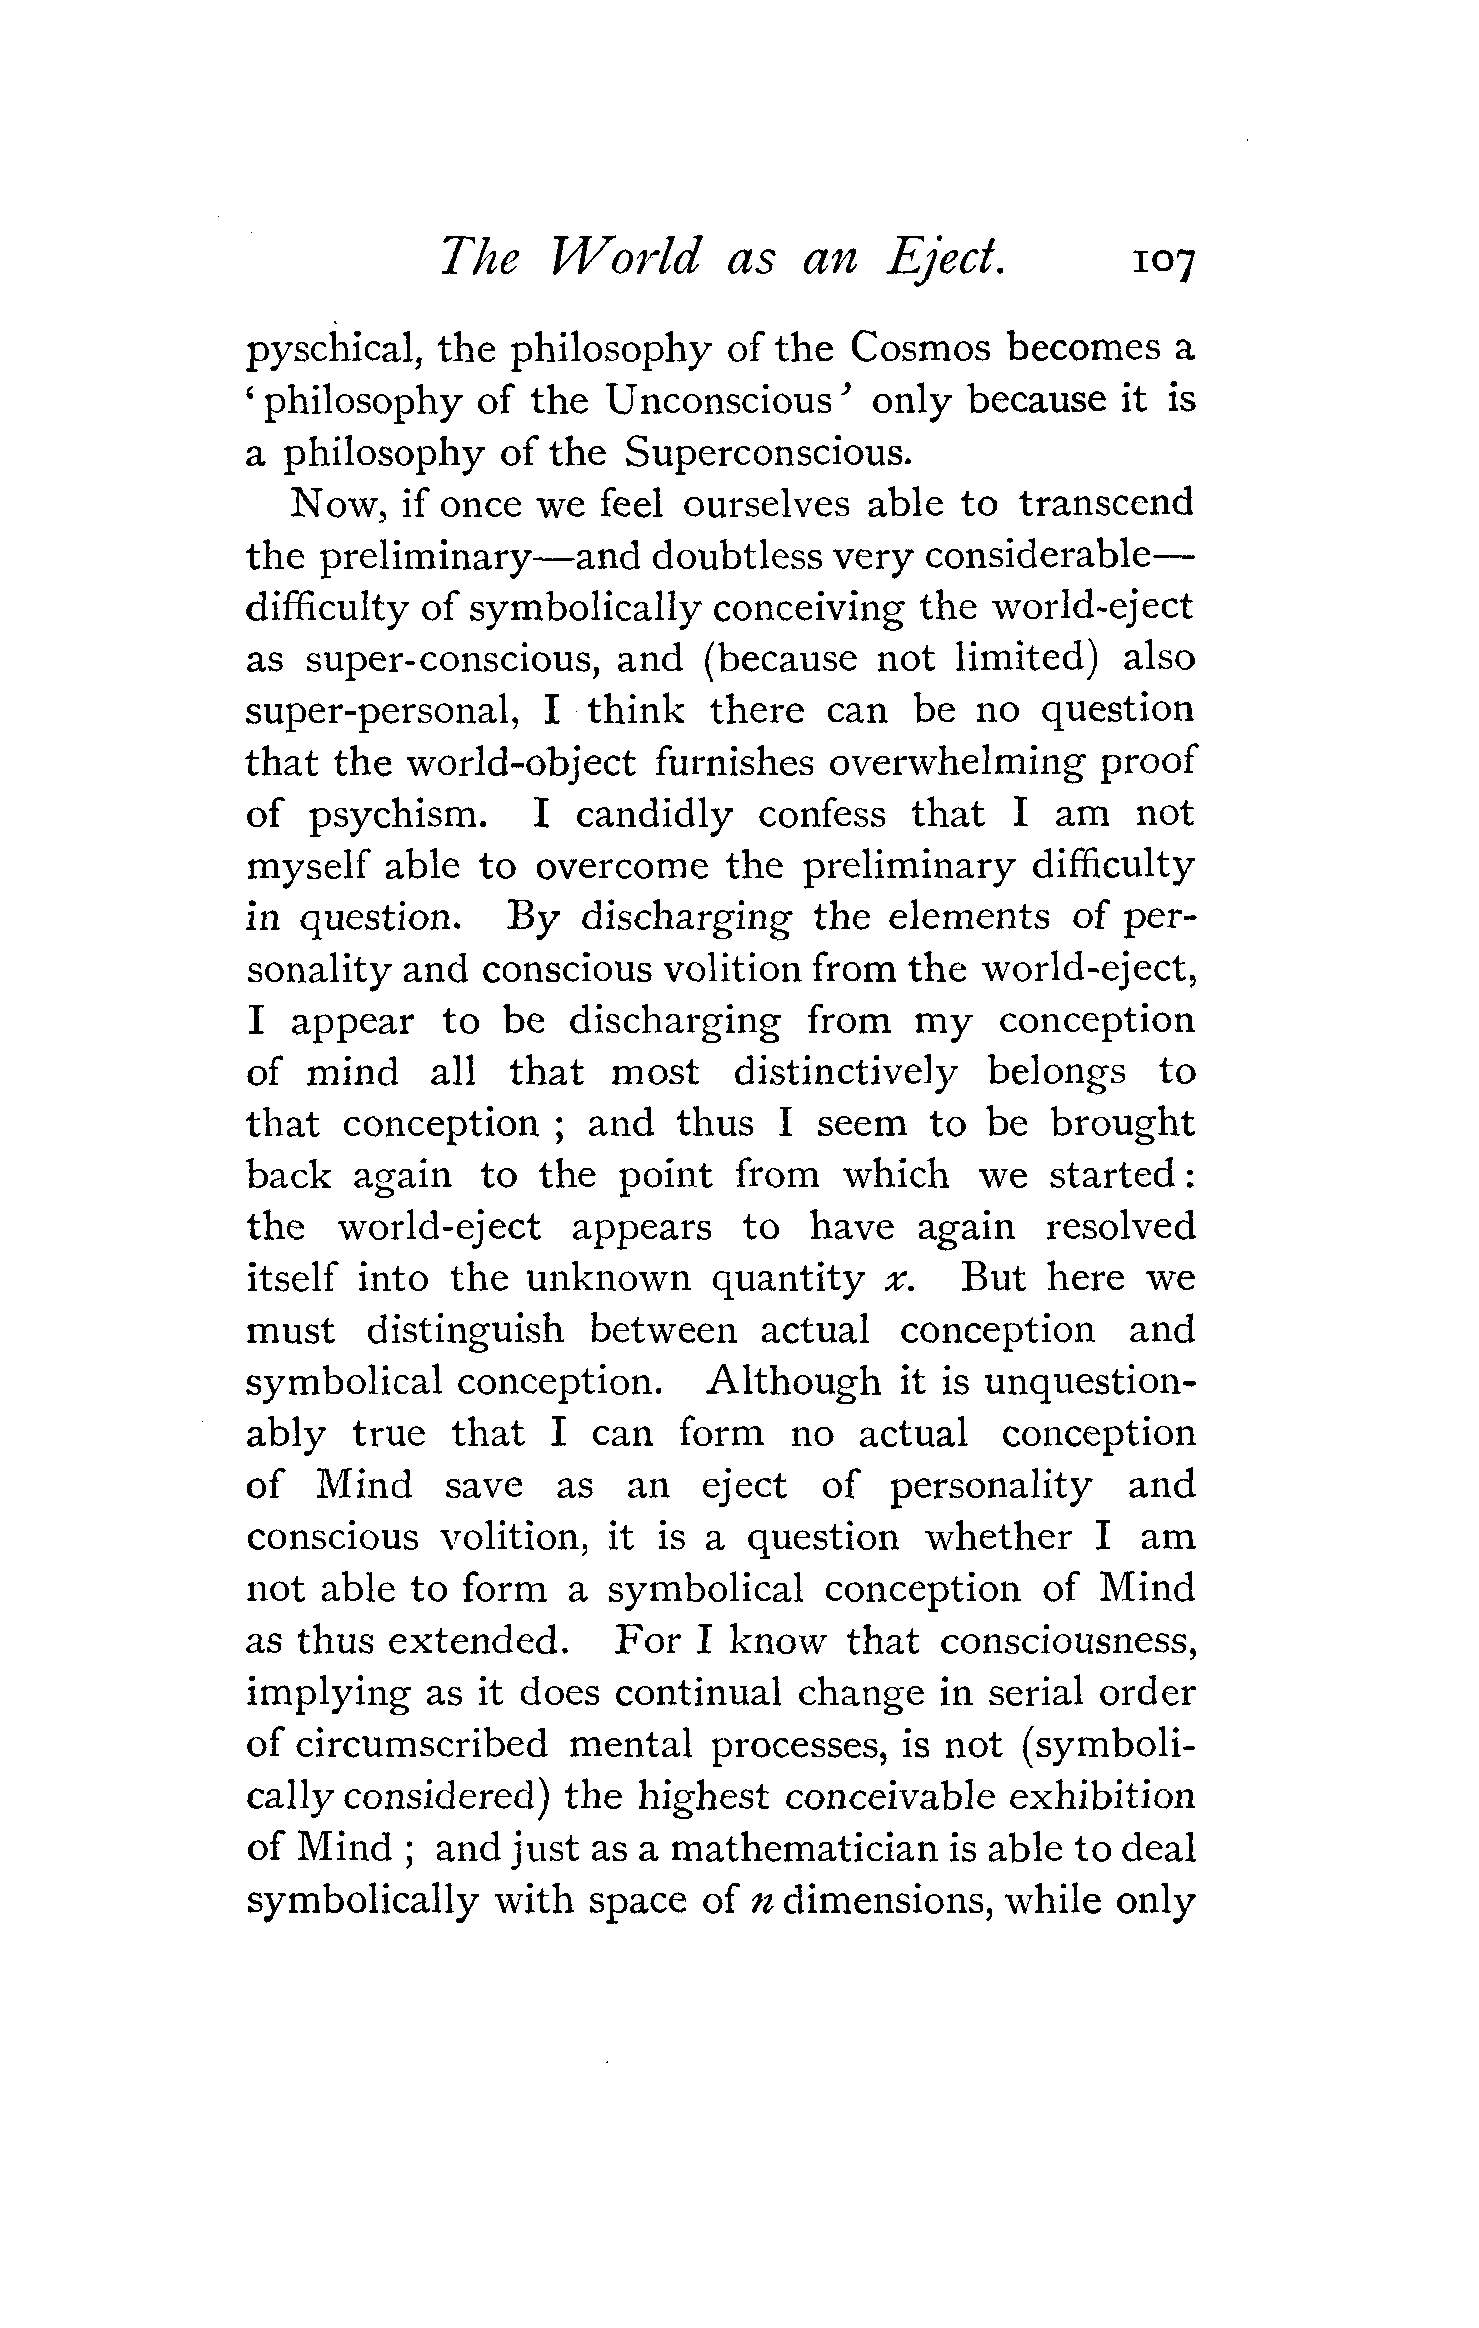 The World as an Eject. 107
pyschical, the philosophy of the Cosmos becomes a
‘philosophy of the Unconscious’ only because it is
a philosophy of the Superconscious.
Now, if once we feel ourselves able to transcend
the preliminary—and doubtless very considerable—
difficulty of symbolically conceiving the world-eject
as super-conscious, and (because not limited) also
super-personal, I think there can be no question
that the world-object furnishes overwhelming proof
of psychism. I candidly confess that I am not
myself able to overcome the preliminary difficulty
in question. By discharging the elements of per-
sonality and conscious volition from the world-eject,
I appear to be discharging from my conception
of mind all that most distinctively belongs to
that conception ; and thus I seem to be brought
back again to the point from which we started :
the world-eject appears to have again resolved
itself into the unknown quantity x. But here we
must distinguish between actual conception and
symbolical conception. Although it is unquestion-
ably true that I can form no actual conception
of Mind save as an eject of personality and
conscious volition, it is a question whether I am
not able to form a symbolical conception of Mind
as thus extended. For I know that consciousness,
implying as it does continual change in serial order
of circumscribed mental processes, is not (symboli-
cally considered) the highest conceivable exhibition
of Mind ; and just as a mathematician is able to deal
symbolically with space of n dimensions, while only